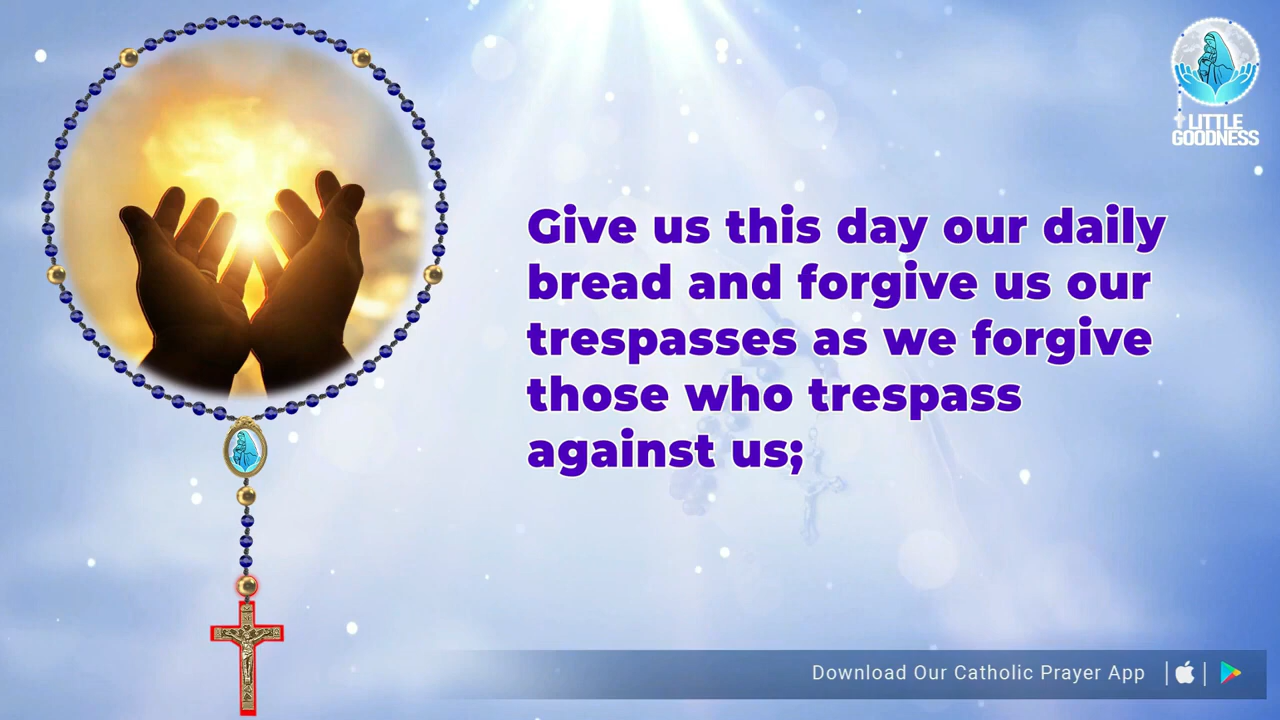 LITTLE
GOODNESS
Give us this day our daily
bread and forgive us our
trespasses as we forgive
those who trespass
against us;
Download Our Catholic Prayer App